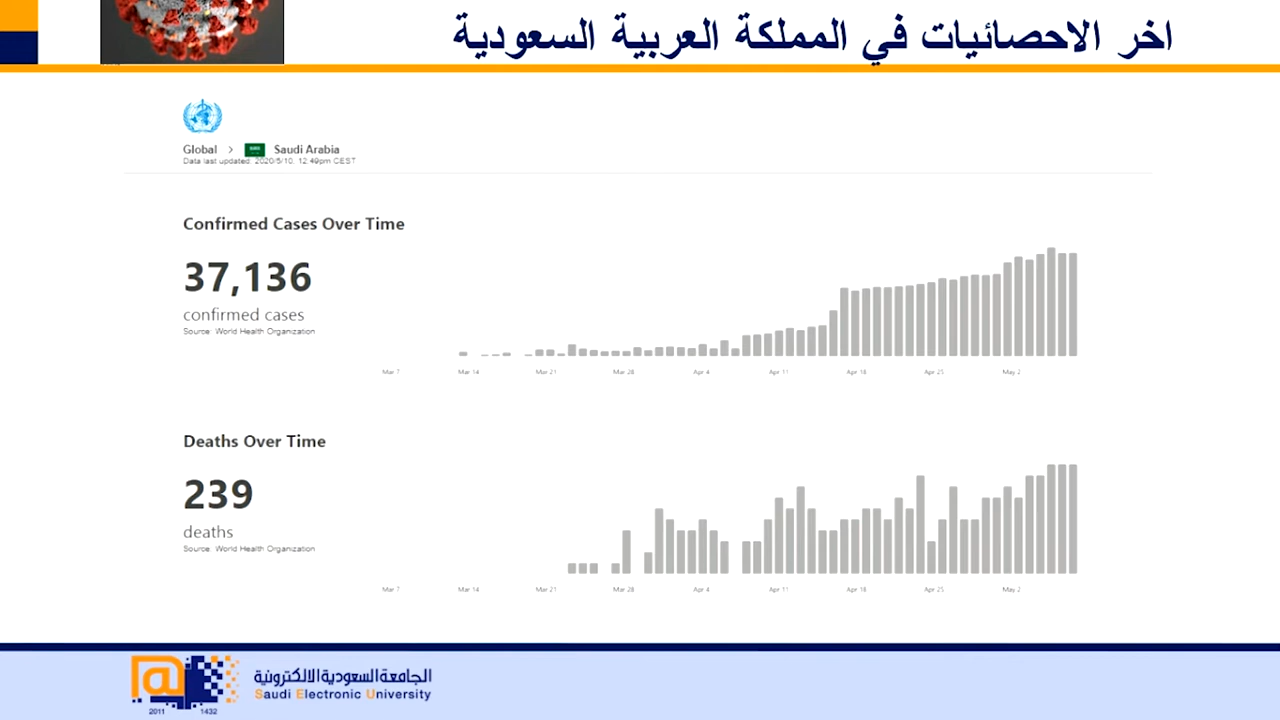 اخر الاحصائيات في المملكة العربية السعودية
Global > Saudi Arabia
Data last updated: 2020/5/10, 12:49pm CEST
Confirmed Cases Over Time
37,136
confirmed cases
Source: World Health Organization
Mar 7 Mar 14 Mar 21 Mar 28 Apr 4 Apr 11 Apr 18 Apr 25 May 2
Deaths Over Time
239
deaths
Source: World Health Organization
Mar 7 Mar 14 Mar 21 Mar 28 Apr 4 Apr 11 Apr 18 Apr 25 May 2
الجامعة السعودية الالكترونية
Saudi Electronic University
2011 1432